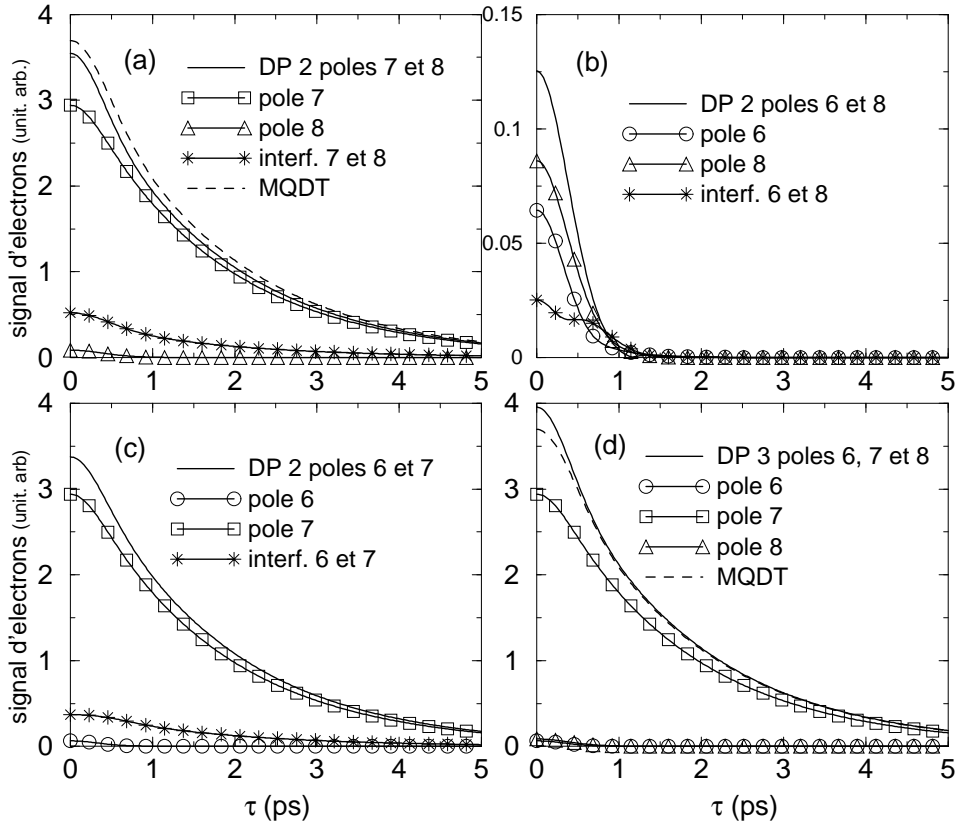 signal d'electrons (unit. arb.)
4
3
2
1
0
(a)
DP 2 poles 7 et 8
pole 7
pole 8
interf. 7 et 8
MQDT
0 1 2 3 4 5
0.15
0.1
0.05
0
(b)
DP 2 poles 6 et 8
pole 6
pole 8
interf. 6 et 8
0 1 2 3 4 5
signal d'electrons (unit. arb)
4
3
2
1
0
(c)
DP 2 poles 6 et 7
pole 6
pole 7
interf. 6 et 7
0 1 2 3 4 5
τ (ps)
4
3
2
1
0
(d)
DP 3 poles 6, 7 et 8
pole 6
pole 7
pole 8
MQDT
0 1 2 3 4 5
τ (ps)